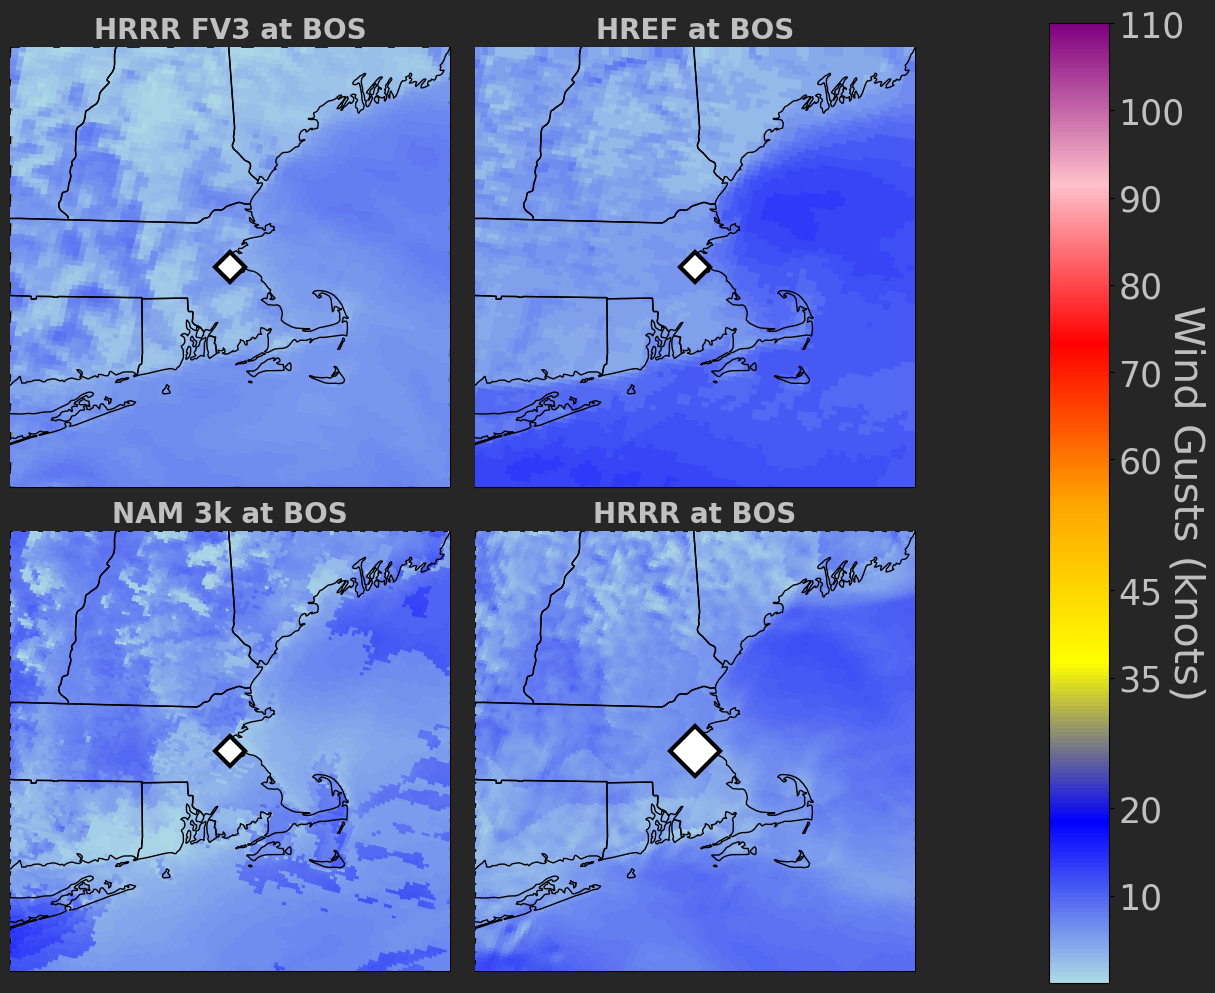 HRRR FV3 at BOS
HREF at BOS
NAM 3k at BOS
HRRR at BOS
110
100
90
80
70
60
45
35
20
10
Wind Gusts (knots)